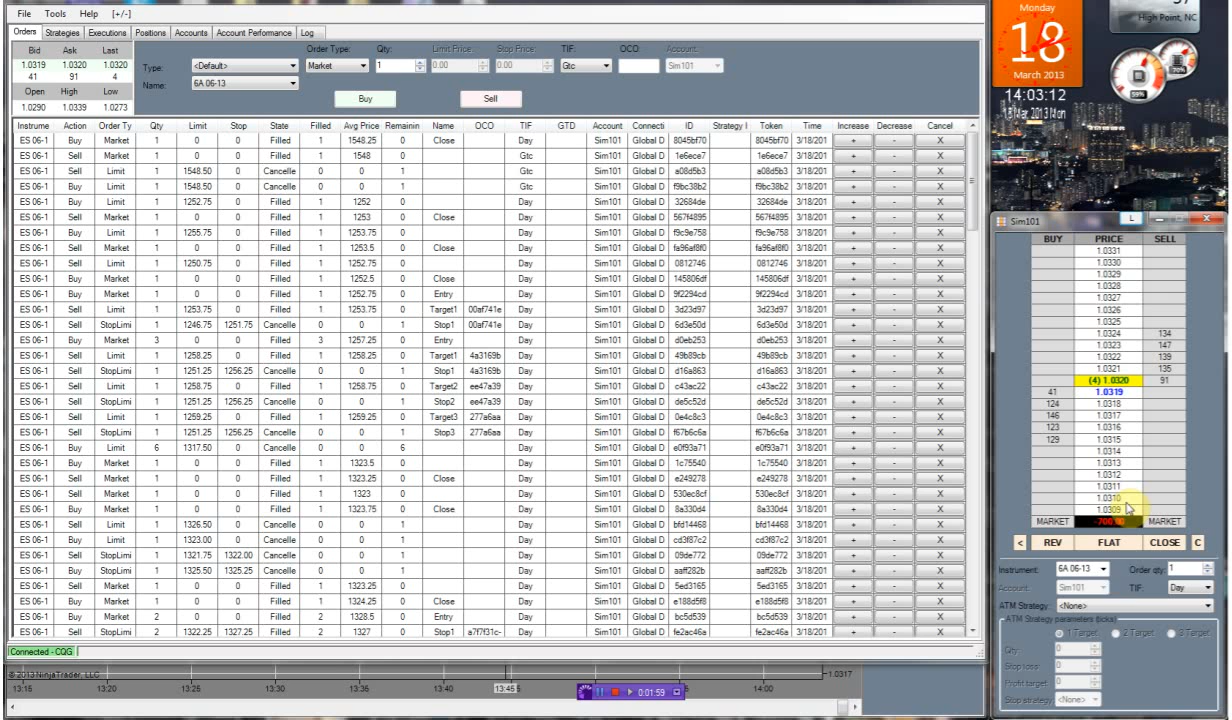 File Tools Help [+/-]
Orders Strategies Executions Positions Accounts Account Performance Log
Bid Ask Last
1.0319 1.0320 1.0320
41 91 4
Open High Low
1.0290 1.0339 1.0273
Order Type: Qty: Limit Price: Stop Price: TIF: OCO: Account:
Type: <Default> Market 1 0.00 0.00 Gtc Sim101
Name: 6A 06-13
Buy Sell
Instrume Action Order Ty Qty Limit Stop State Filled Avg Price Remainin Name OCO TIF GTD Account Connecti ID Strategy I Token Time Increase Decrease Cancel
ES 06-1 Buy Market 1 0 0 Filled 1 1548.25 0 Close Day Sim101 Global D 8045bf70 8045bf70 3/18/201 + - X
ES 06-1 Sell Market 1 0 0 Filled 1 1548 0 Gtc Sim101 Global D 1e6ece7 1e6ece7 3/18/201 + - X
ES 06-1 Sell Limit 1 1548.50 0 Cancelle 0 0 1 Gtc Sim101 Global D a08d5b3 a08d5b3 3/18/201 + - X
ES 06-1 Buy Limit 1 1548.50 0 Cancelle 0 0 1 Gtc Sim101 Global D f9bc38b2 f9bc38b2 3/18/201 + - X
ES 06-1 Buy Limit 1 1252.75 0 Filled 1 1252 0 Day Sim101 Global D 32684de 32684de 3/18/201 + - X
ES 06-1 Sell Market 1 0 0 Filled 1 1253 0 Close Day Sim101 Global D 567f4895 567f4895 3/18/201 + - X
ES 06-1 Buy Limit 1 1255.75 0 Filled 1 1253.75 0 Day Sim101 Global D f9c9e758 f9c9e758 3/18/201 + - X
ES 06-1 Sell Market 1 0 0 Filled 1 1253.5 0 Close Day Sim101 Global D fa96af8f0 fa96af8f0 3/18/201 + - X
ES 06-1 Sell Limit 1 1250.75 0 Filled 1 1252.75 0 Day Sim101 Global D 0812746 0812746 3/18/201 + - X
ES 06-1 Buy Market 1 0 0 Filled 1 1252.5 0 Close Day Sim101 Global D 145806df 145806df 3/18/201 + - X
ES 06-1 Buy Market 1 0 0 Filled 1 1252.75 0 Entry Day Sim101 Global D 9f2294cd 9f2294cd 3/18/201 + - X
ES 06-1 Sell Limit 1 1253.75 0 Filled 1 1253.75 0 Target1 00af741e Day Sim101 Global D 3d23d97 3d23d97 3/18/201 + - X
ES 06-1 Sell StopLimi 1 1246.75 1251.75 Cancelle 0 0 1 Stop1 00af741e Day Sim101 Global D 6d3e50d 6d3e50d 3/18/201 + - X
ES 06-1 Buy Market 3 0 0 Filled 3 1257.25 0 Entry Day Sim101 Global D d0eb253 d0eb253 3/18/201 + - X
ES 06-1 Sell Limit 1 1258.25 0 Filled 1 1258.25 0 Target1 4a3169b Day Sim101 Global D 49b89cb 49b89cb 3/18/201 + - X
ES 06-1 Sell StopLimi 1 1251.25 1256.25 Cancelle 0 0 1 Stop1 4a3169b Day Sim101 Global D d16a863 d16a863 3/18/201 + - X
ES 06-1 Sell Limit 1 1258.75 0 Filled 1 1258.75 0 Target2 ee47a39 Day Sim101 Global D c43ac22 c43ac22 3/18/201 + - X
ES 06-1 Sell StopLimi 1 1251.25 1256.25 Cancelle 0 0 1 Stop2 ee47a39 Day Sim101 Global D de5c52d de5c52d 3/18/201 + - X
ES 06-1 Sell Limit 1 1259.25 0 Filled 1 1259.25 0 Target3 277a6aa Day Sim101 Global D 0e4c8c3 0e4c8c3 3/18/201 + - X
ES 06-1 Sell StopLimi 1 1251.25 1256.25 Cancelle 0 0 1 Stop3 277a6aa Day Sim101 Global D f67b6c6a f67b6c6a 3/18/201 + - X
ES 06-1 Buy Limit 6 1317.50 0 Cancelle 0 0 6 Day Sim101 Global D e0f93a71 e0f93a71 3/18/201 + - X
ES 06-1 Buy Market 1 0 0 Filled 1 1323.5 0 Day Sim101 Global D 1c75540 1c75540 3/18/201 + - X
ES 06-1 Sell Market 1 0 0 Filled 1 1323.25 0 Close Day Sim101 Global D e249278 e249278 3/18/201 + - X
ES 06-1 Sell Market 1 0 0 Filled 1 1323 0 Day Sim101 Global D 530ec8cf 530ec8cf 3/18/201 + - X
ES 06-1 Buy Market 1 0 0 Filled 1 1323.75 0 Close Day Sim101 Global D 8a330d4 8a330d4 3/18/201 + - X
ES 06-1 Sell Limit 1 1326.50 0 Cancelle 0 0 1 Day Sim101 Global D bfd14468 bfd14468 3/18/201 + - X
ES 06-1 Buy Limit 1 1323.00 0 Cancelle 0 0 1 Day Sim101 Global D cd3f87c2 cd3f87c2 3/18/201 + - X
ES 06-1 Sell StopLimi 1 1321.75 1322.00 Cancelle 0 0 1 Day Sim101 Global D 09de772 09de772 3/18/201 + - X
ES 06-1 Buy StopLimi 1 1325.50 1325.25 Cancelle 0 0 1 Day Sim101 Global D aaff282b aaff282b 3/18/201 + - X
ES 06-1 Sell Market 1 0 0 Filled 1 1323.25 0 Day Sim101 Global D 5ed3165 5ed3165 3/18/201 + - X
ES 06-1 Buy Market 1 0 0 Filled 1 1324.25 0 Close Day Sim101 Global D e188d5f8 e188d5f8 3/18/201 + - X
ES 06-1 Buy Market 2 0 0 Filled 2 1328.5 0 Entry Day Sim101 Global D bc5d539 bc5d539 3/18/201 + - X
ES 06-1 Sell StopLimi 2 1322.25 1327.25 Filled 2 1327 0 Stop1 a7f7f31c- Day Sim101 Global D fe2ac46a fe2ac46a 3/18/201 + - X
Connected - CQG
© 2013 NinjaTrader, LLC
1.0317
13:15 13:20 13:25 13:30 13:35 13:40 13:45 14:00
0:01:59
Monday
18
March 2013
High Point, NC
59% 70%
14:03:12
18 Mar 2013 Mon
Sim101 L X
BUY PRICE SELL
1.0331
1.0330
1.0329
1.0328
1.0327
1.0326
1.0325
1.0324 134
1.0323 147
1.0322 139
1.0321 135
(4) 1.0320 91
41 1.0319
124 1.0318
146 1.0317
123 1.0316
129 1.0315
1.0314
1.0313
1.0312
1.0311
1.0310
1.0309
MARKET -700.00 MARKET
< REV FLAT CLOSE C
Instrument: 6A 06-13 Order qty: 1
Account: Sim101 TIF: Day
ATM Strategy: <None>
ATM Strategy parameters (ticks)
1 Target 2 Target 3 Target
Qty: 0
Stop loss: 0
Profit target: 0
Stop strategy: <None>